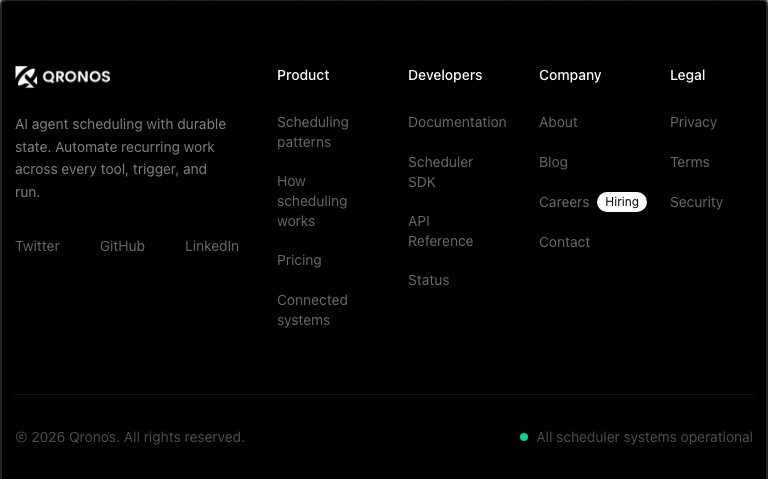 QRONOS
AI agent scheduling with durable
state. Automate recurring work
across every tool, trigger, and
run.
Twitter
GitHub
LinkedIn
Product
Scheduling
patterns
How
scheduling
works
Pricing
Connected
systems
Developers
Documentation
Scheduler
SDK
API
Reference
Status
Company
About
Blog
Careers Hiring
Contact
Legal
Privacy
Terms
Security
© 2026 Qronos. All rights reserved.
All scheduler systems operational